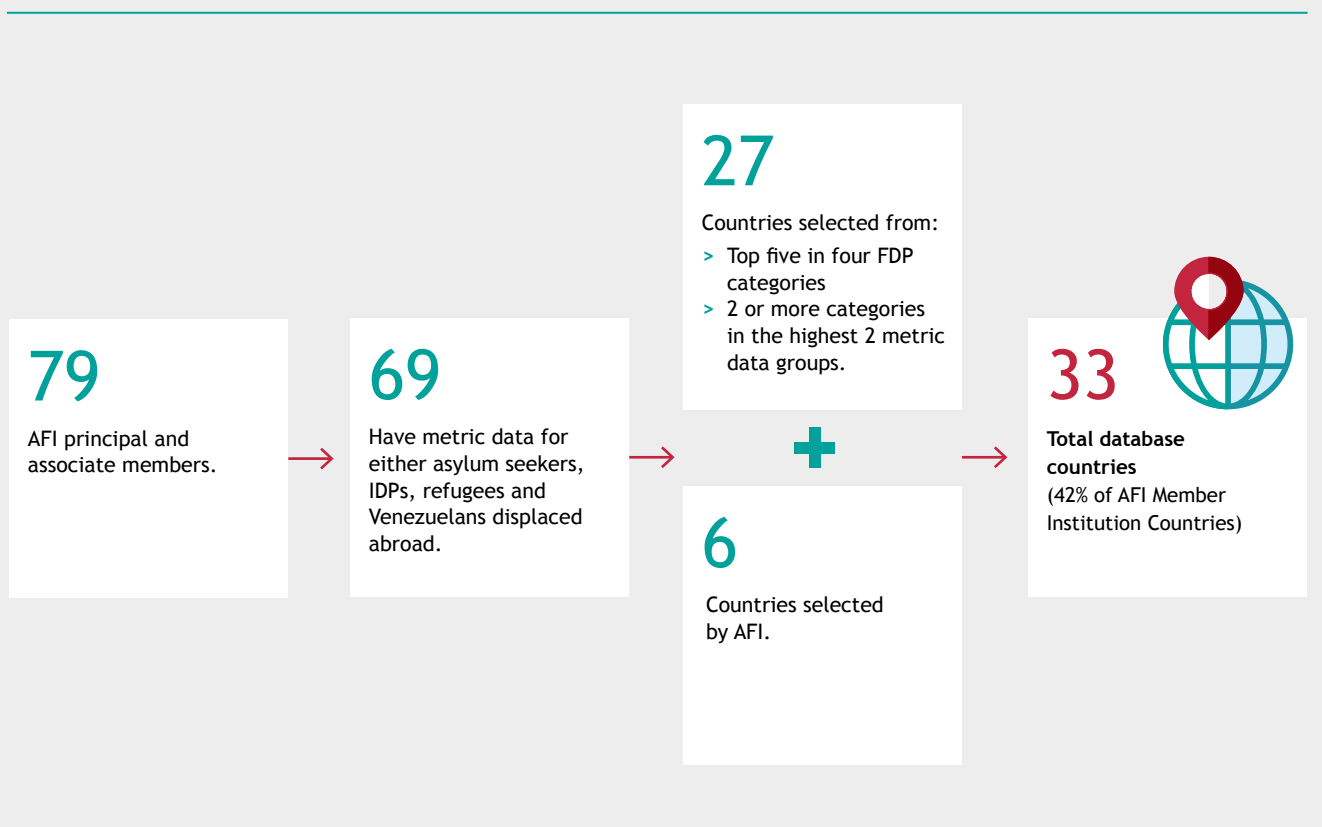 79
AFI principal and
associate members.
69
Have metric data for
either asylum seekers,
IDPs, refugees and
Venezuelans displaced
abroad.
27
Countries selected from:
> Top five in four FDP
categories
> 2 or more categories
in the highest 2 metric
data groups.
6
Countries selected
by AFI.
33
Total database
countries
(42% of AFI Member
Institution Countries)